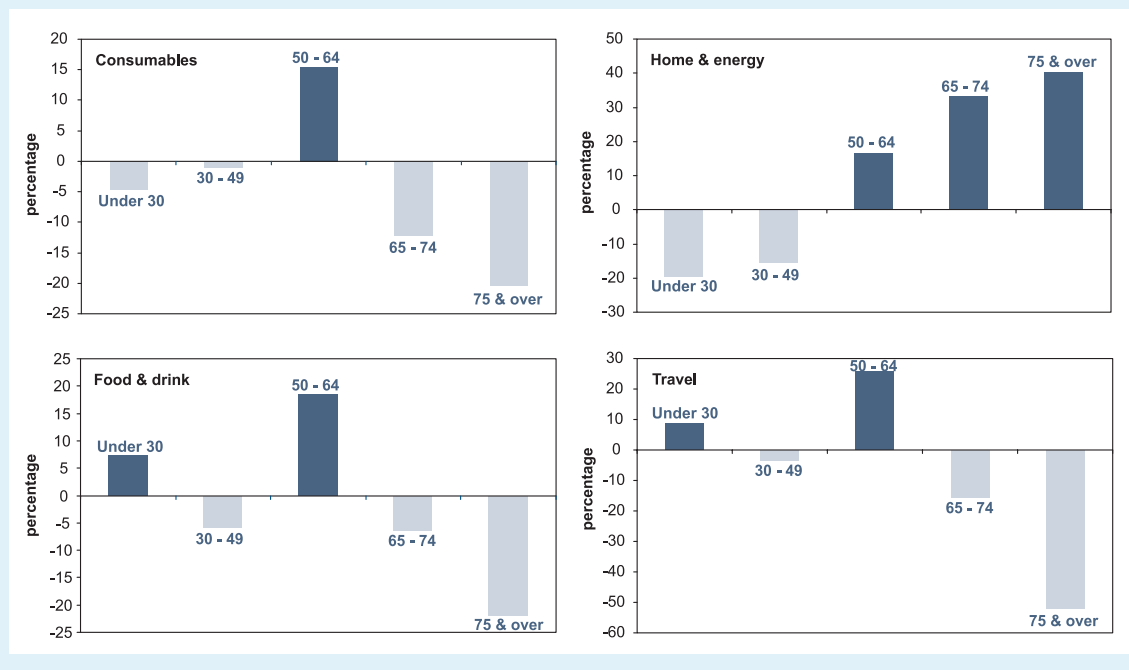 Consumables
percentage
20
15
10
5
0
-5
-10
-15
-20
-25
Under 30
30 - 49
50 - 64
65 - 74
75 & over
Home & energy
percentage
50
40
30
20
10
0
-10
-20
-30
Under 30
30 - 49
50 - 64
65 - 74
75 & over
Food & drink
percentage
25
20
15
10
5
0
-5
-10
-15
-20
-25
Under 30
30 - 49
50 - 64
65 - 74
75 & over
Travel
percentage
30
20
10
0
-10
-20
-30
-40
-50
-60
Under 30
30 - 49
50 - 64
65 - 74
75 & over